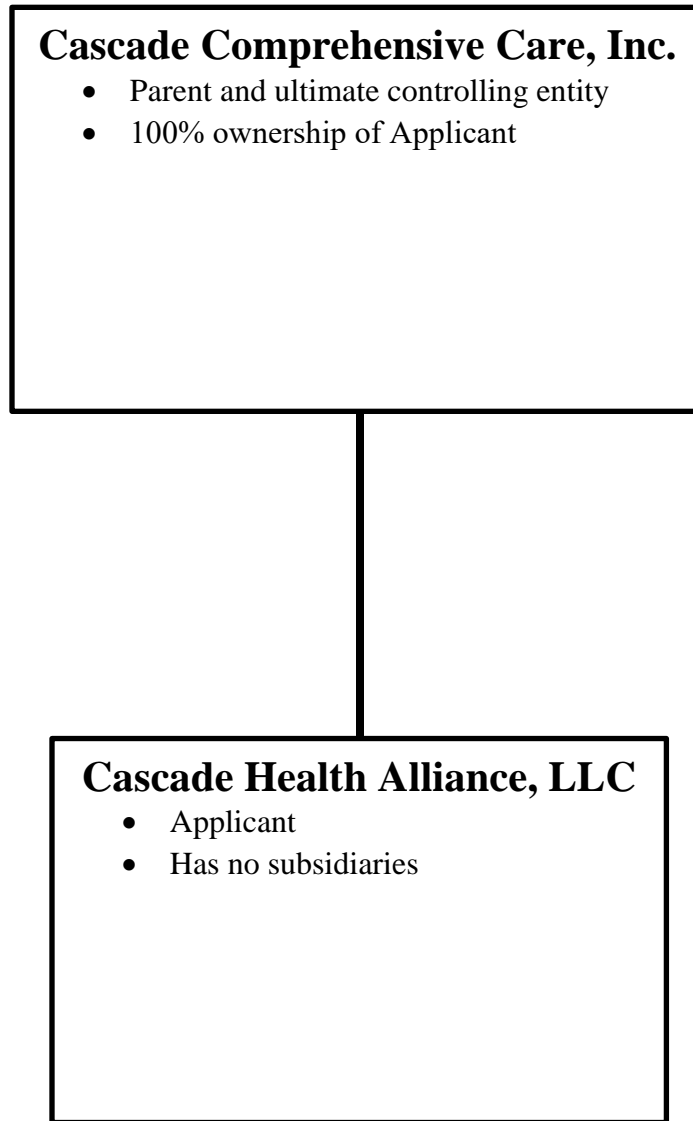 Cascade Comprehensive Care, Inc.
• Parent and ultimate controlling entity
• 100% ownership of Applicant
Cascade Health Alliance, LLC
• Applicant
• Has no subsidiaries